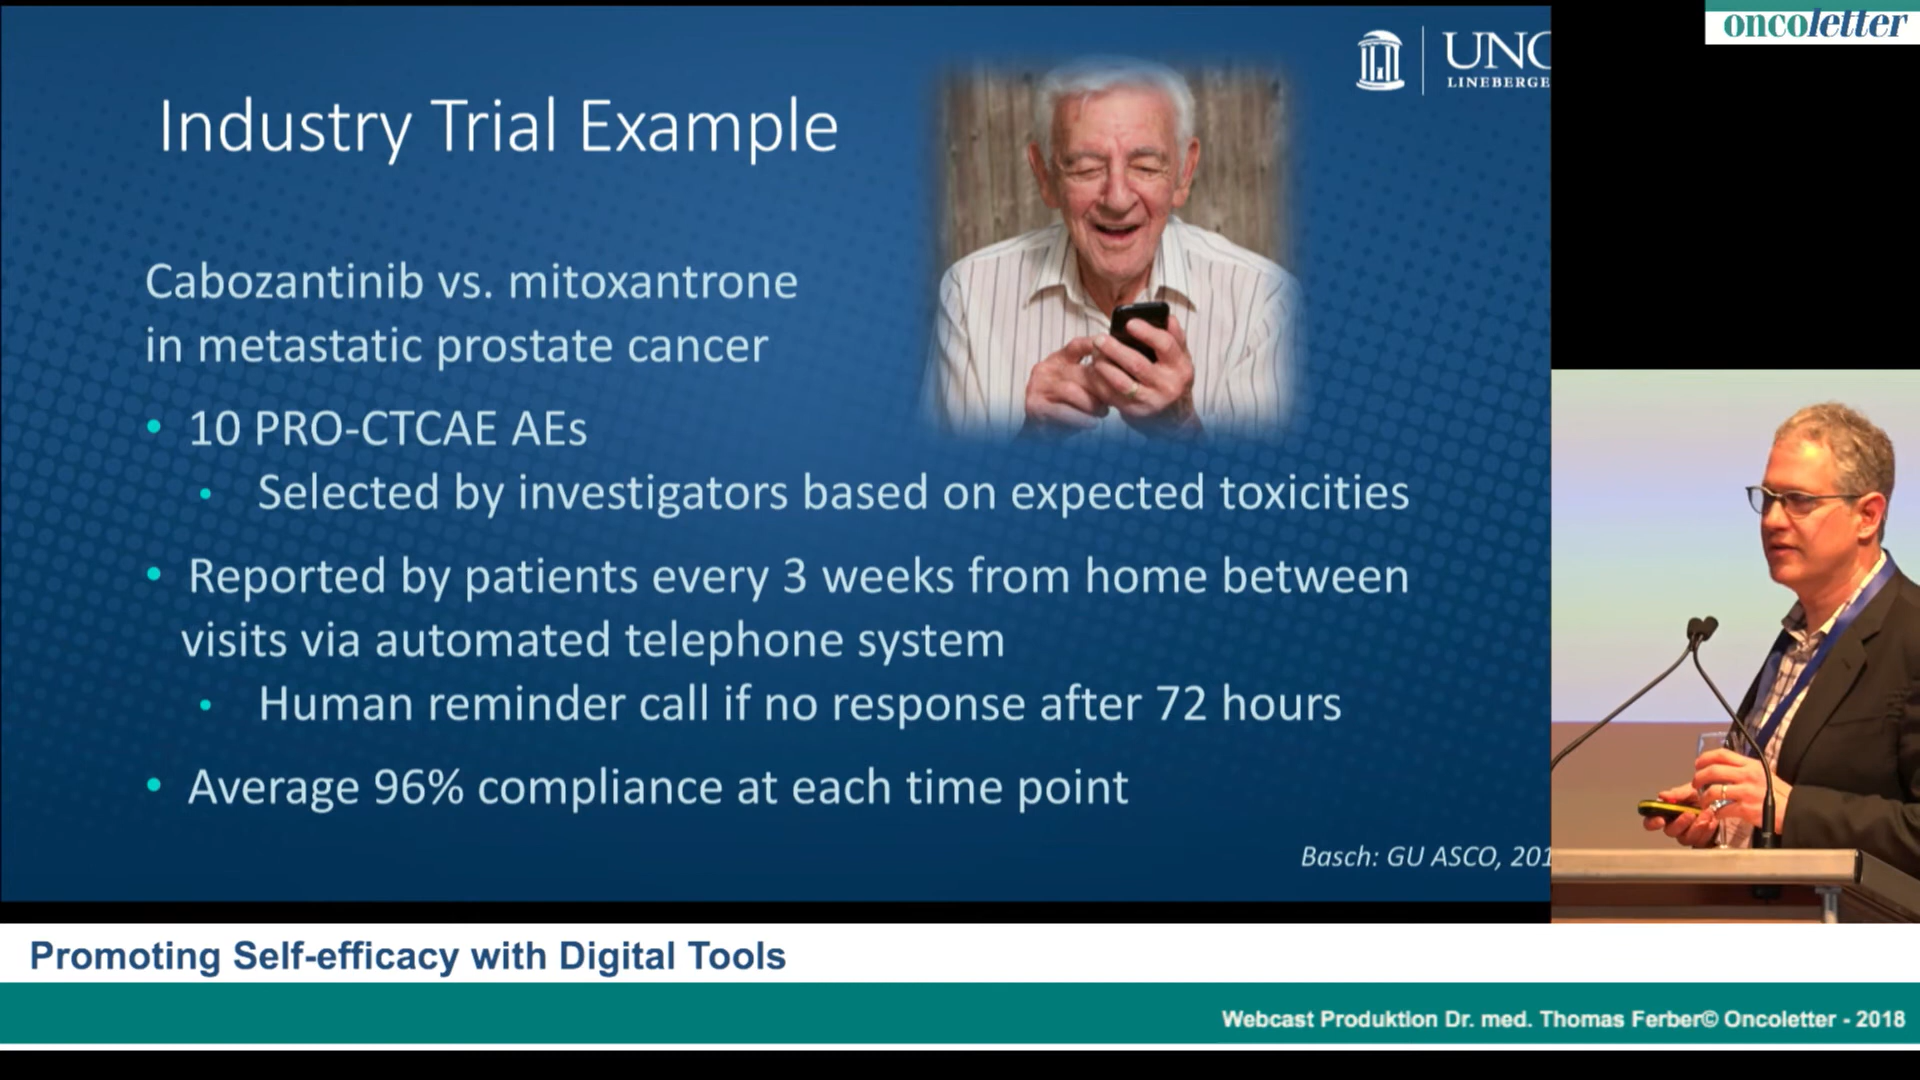 oncoletter
UNC
LINEBERGE
Industry Trial Example
Cabozantinib vs. mitoxantrone
in metastatic prostate cancer
• 10 PRO-CTCAE AEs
• Selected by investigators based on expected toxicities
• Reported by patients every 3 weeks from home between
visits via automated telephone system
• Human reminder call if no response after 72 hours
• Average 96% compliance at each time point
Basch: GU ASCO, 201
Promoting Self-efficacy with Digital Tools
Webcast Produktion Dr. med. Thomas Ferber© Oncoletter - 2018